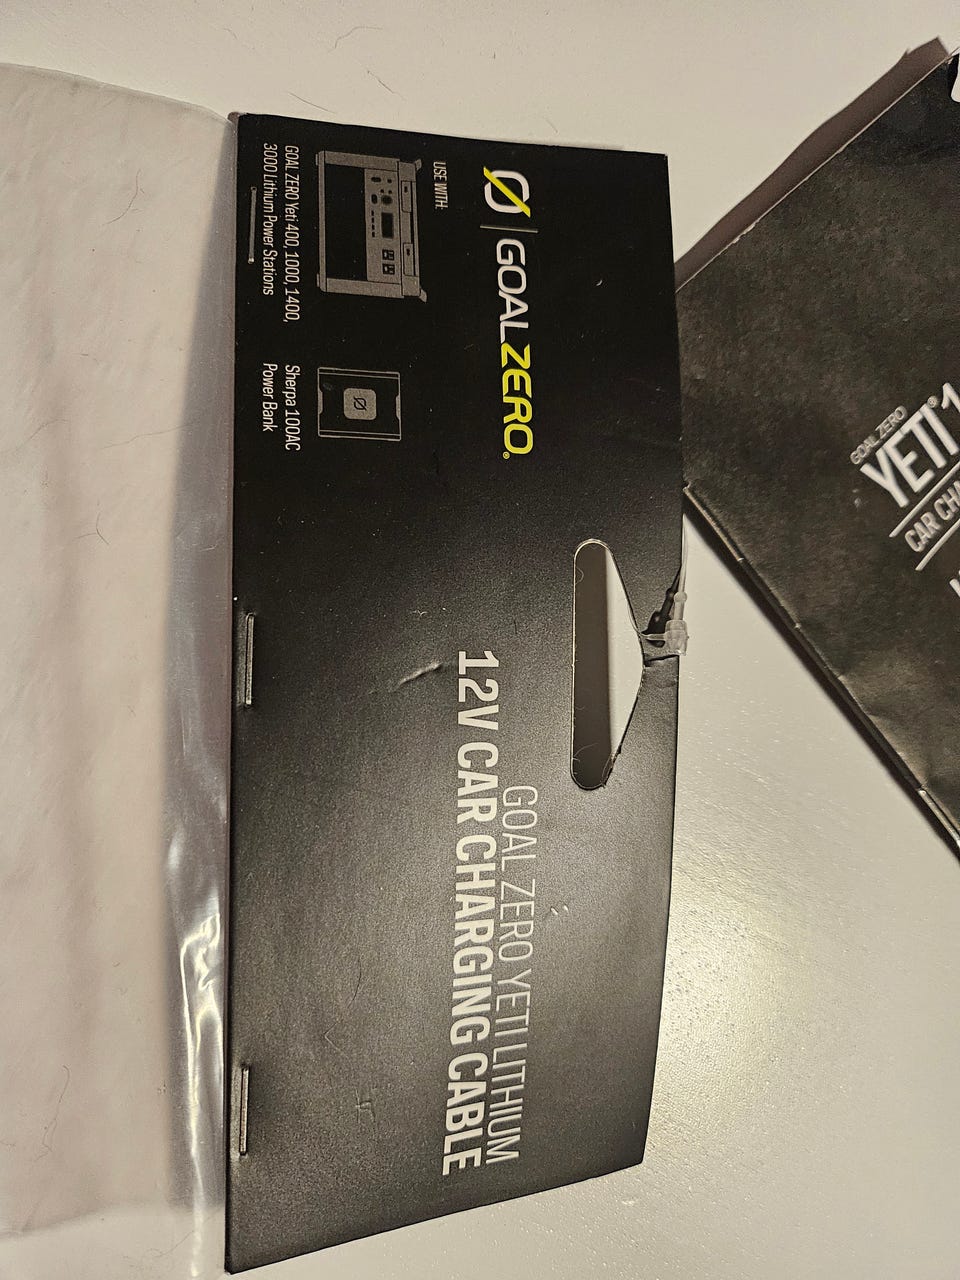 GOAL ZERO®
USE WITH:
GOAL ZERO Yeti 400, 1000, 1400,
3000 Lithium Power Stations
Sherpa 100AC
Power Bank
GOAL ZERO YETI LITHIUM
12V CAR CHARGING CABLE
GOAL ZERO
YETI®
CAR